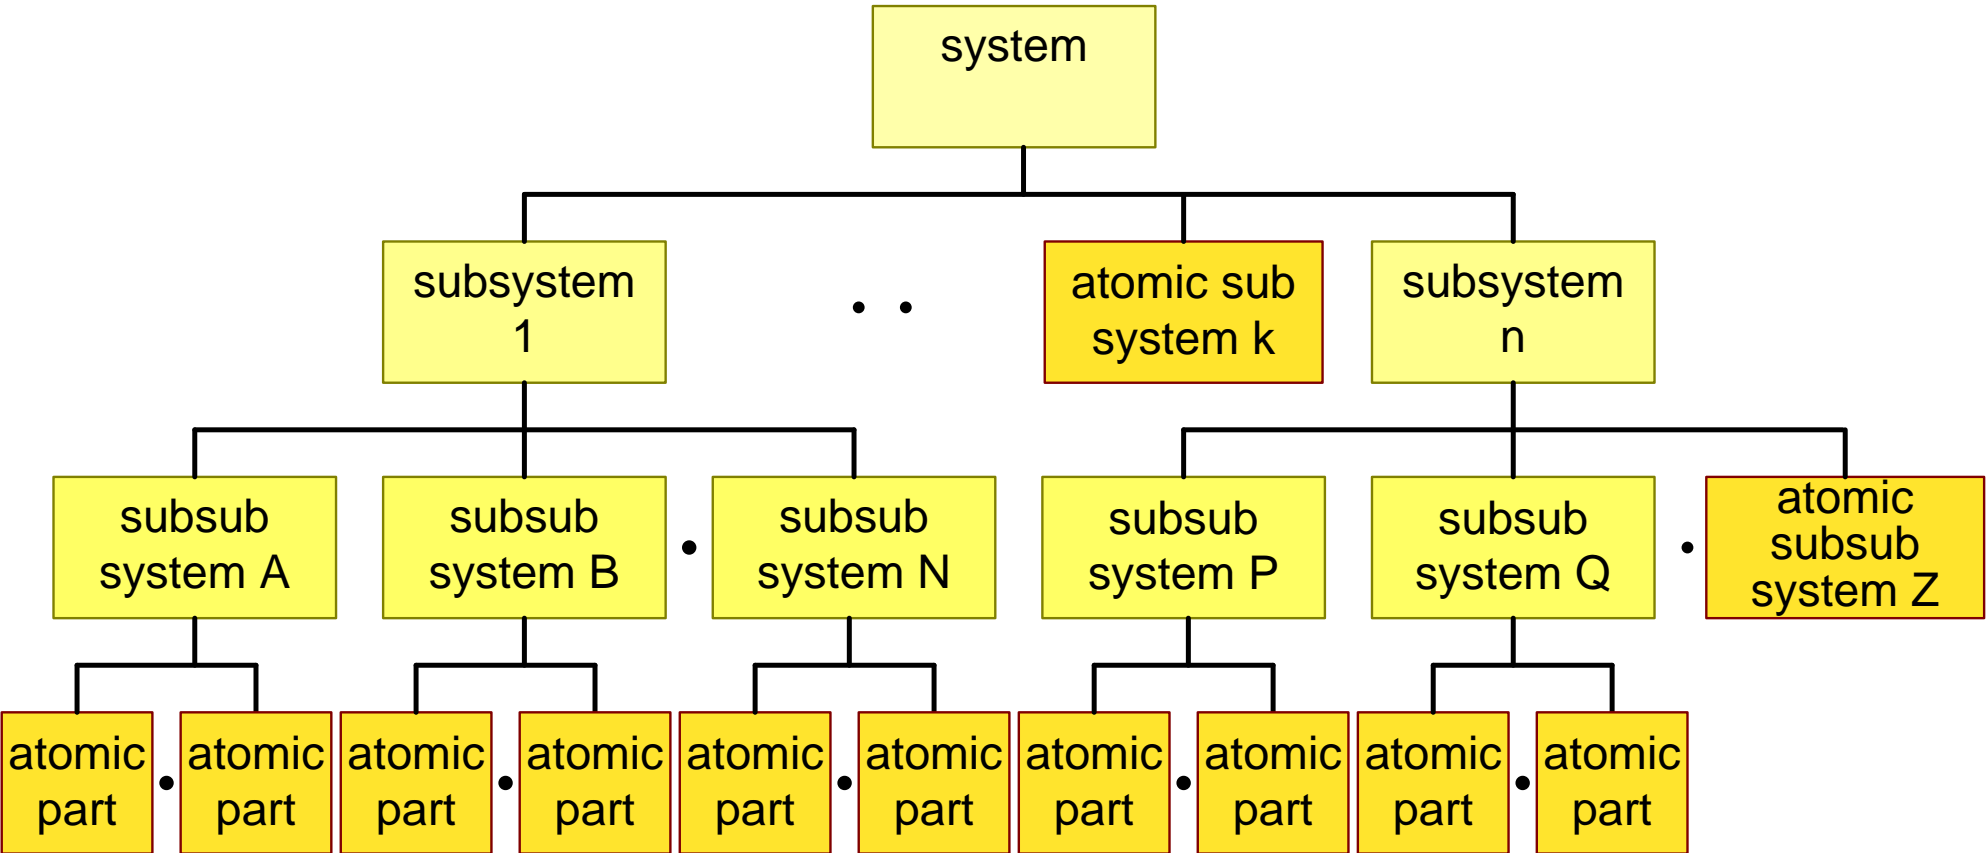 system
subsystem
1
atomic sub
system k
subsystem
n
subsub
system A
subsub
system B
subsub
system N
subsub
system P
subsub
system Q
atomic
subsub
system Z
atomic
part
atomic
part
atomic
part
atomic
part
atomic
part
atomic
part
atomic
part
atomic
part
atomic
part
atomic
part